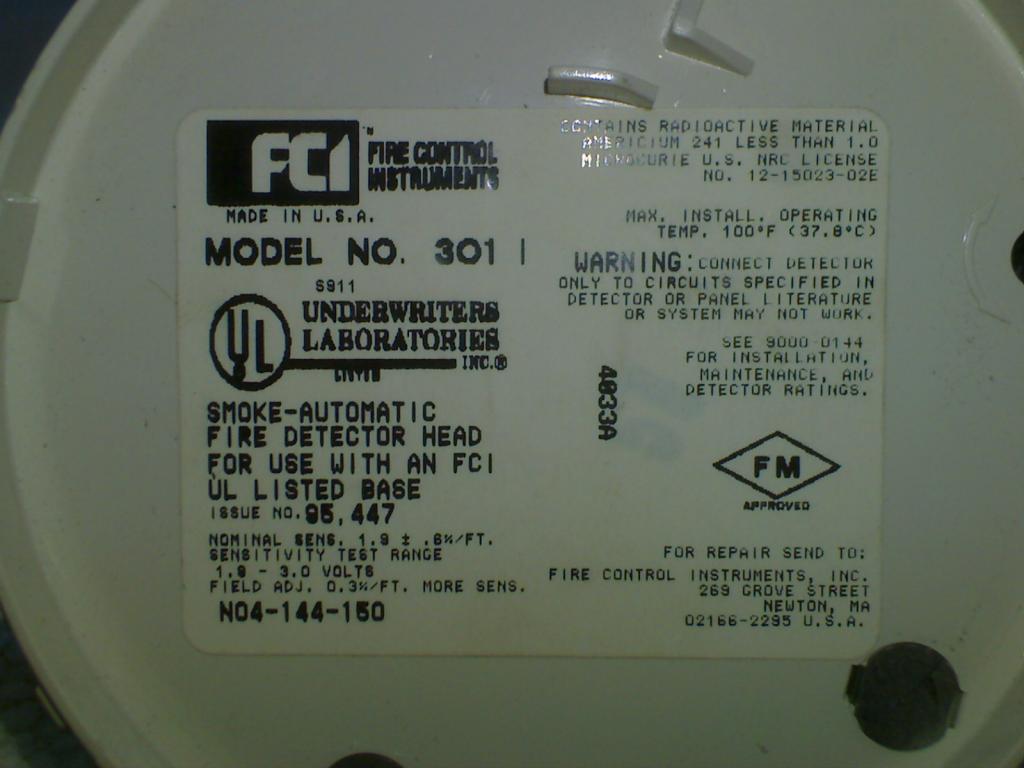 FCI
™
FIRE CONTROL
INSTRUMENTS
MADE IN U.S.A.
MODEL NO. 301 |
S911
UL
UNDERWRITERS
LABORATORIES
INC.®
SMOKE-AUTOMATIC
FIRE DETECTOR HEAD
FOR USE WITH AN FCI
UL LISTED BASE
ISSUE NO. 95,447
NOMINAL SENS. 1.9 ± .6%/FT.
SENSITIVITY TEST RANGE
1.8 - 3.0 VOLTS
FIELD ADJ. 0.3%/FT. MORE SENS.
N04-144-150
CONTAINS RADIOACTIVE MATERIAL
AMERICIUM 241 LESS THAN 1.0
MICROCURIE U.S. NRC LICENSE
NO. 12-15023-02E
MAX. INSTALL. OPERATING
TEMP. 100°F (37.8°C)
WARNING: CONNECT DETECTOR
ONLY TO CIRCUITS SPECIFIED IN
DETECTOR OR PANEL LITERATURE
OR SYSTEM MAY NOT WORK.
SEE 9000-0144
FOR INSTALLATION,
MAINTENANCE, AND
DETECTOR RATINGS.
4033A
FM
APPROVED
FOR REPAIR SEND TO:
FIRE CONTROL INSTRUMENTS, INC.
269 GROVE STREET
NEWTON, MA
02166-2295 U.S.A.